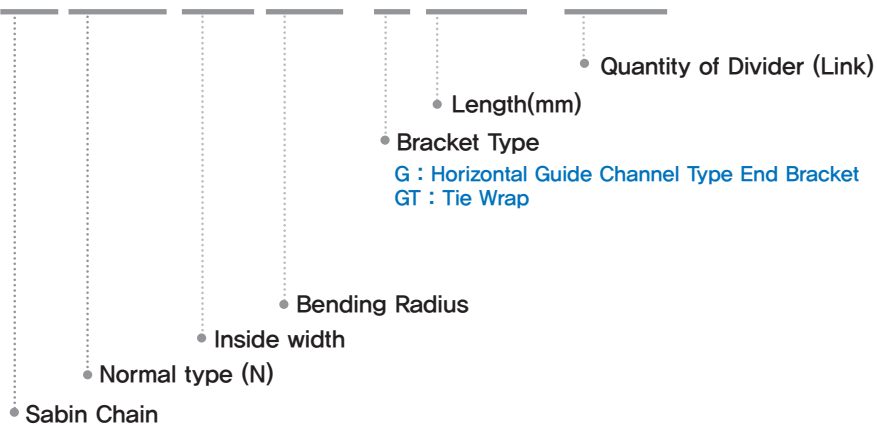 Quantity of Divider (Link)
Length(mm)
Bracket Type
G : Horizontal Guide Channel Type End Bracket
GT : Tie Wrap
Bending Radius
Inside width
Normal type (N)
Sabin Chain